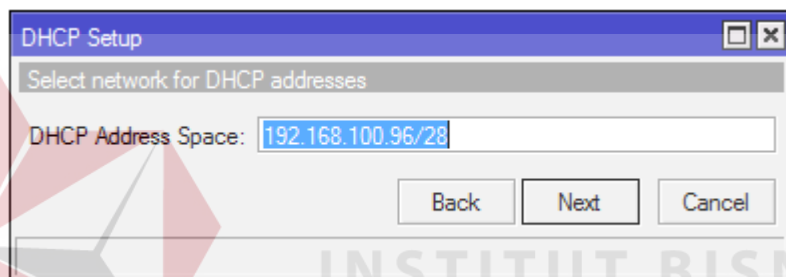 DHCP Setup
Select network for DHCP addresses
DHCP Address Space: 192.168.100.96/28
Back Next Cancel
INSTITUT BISN